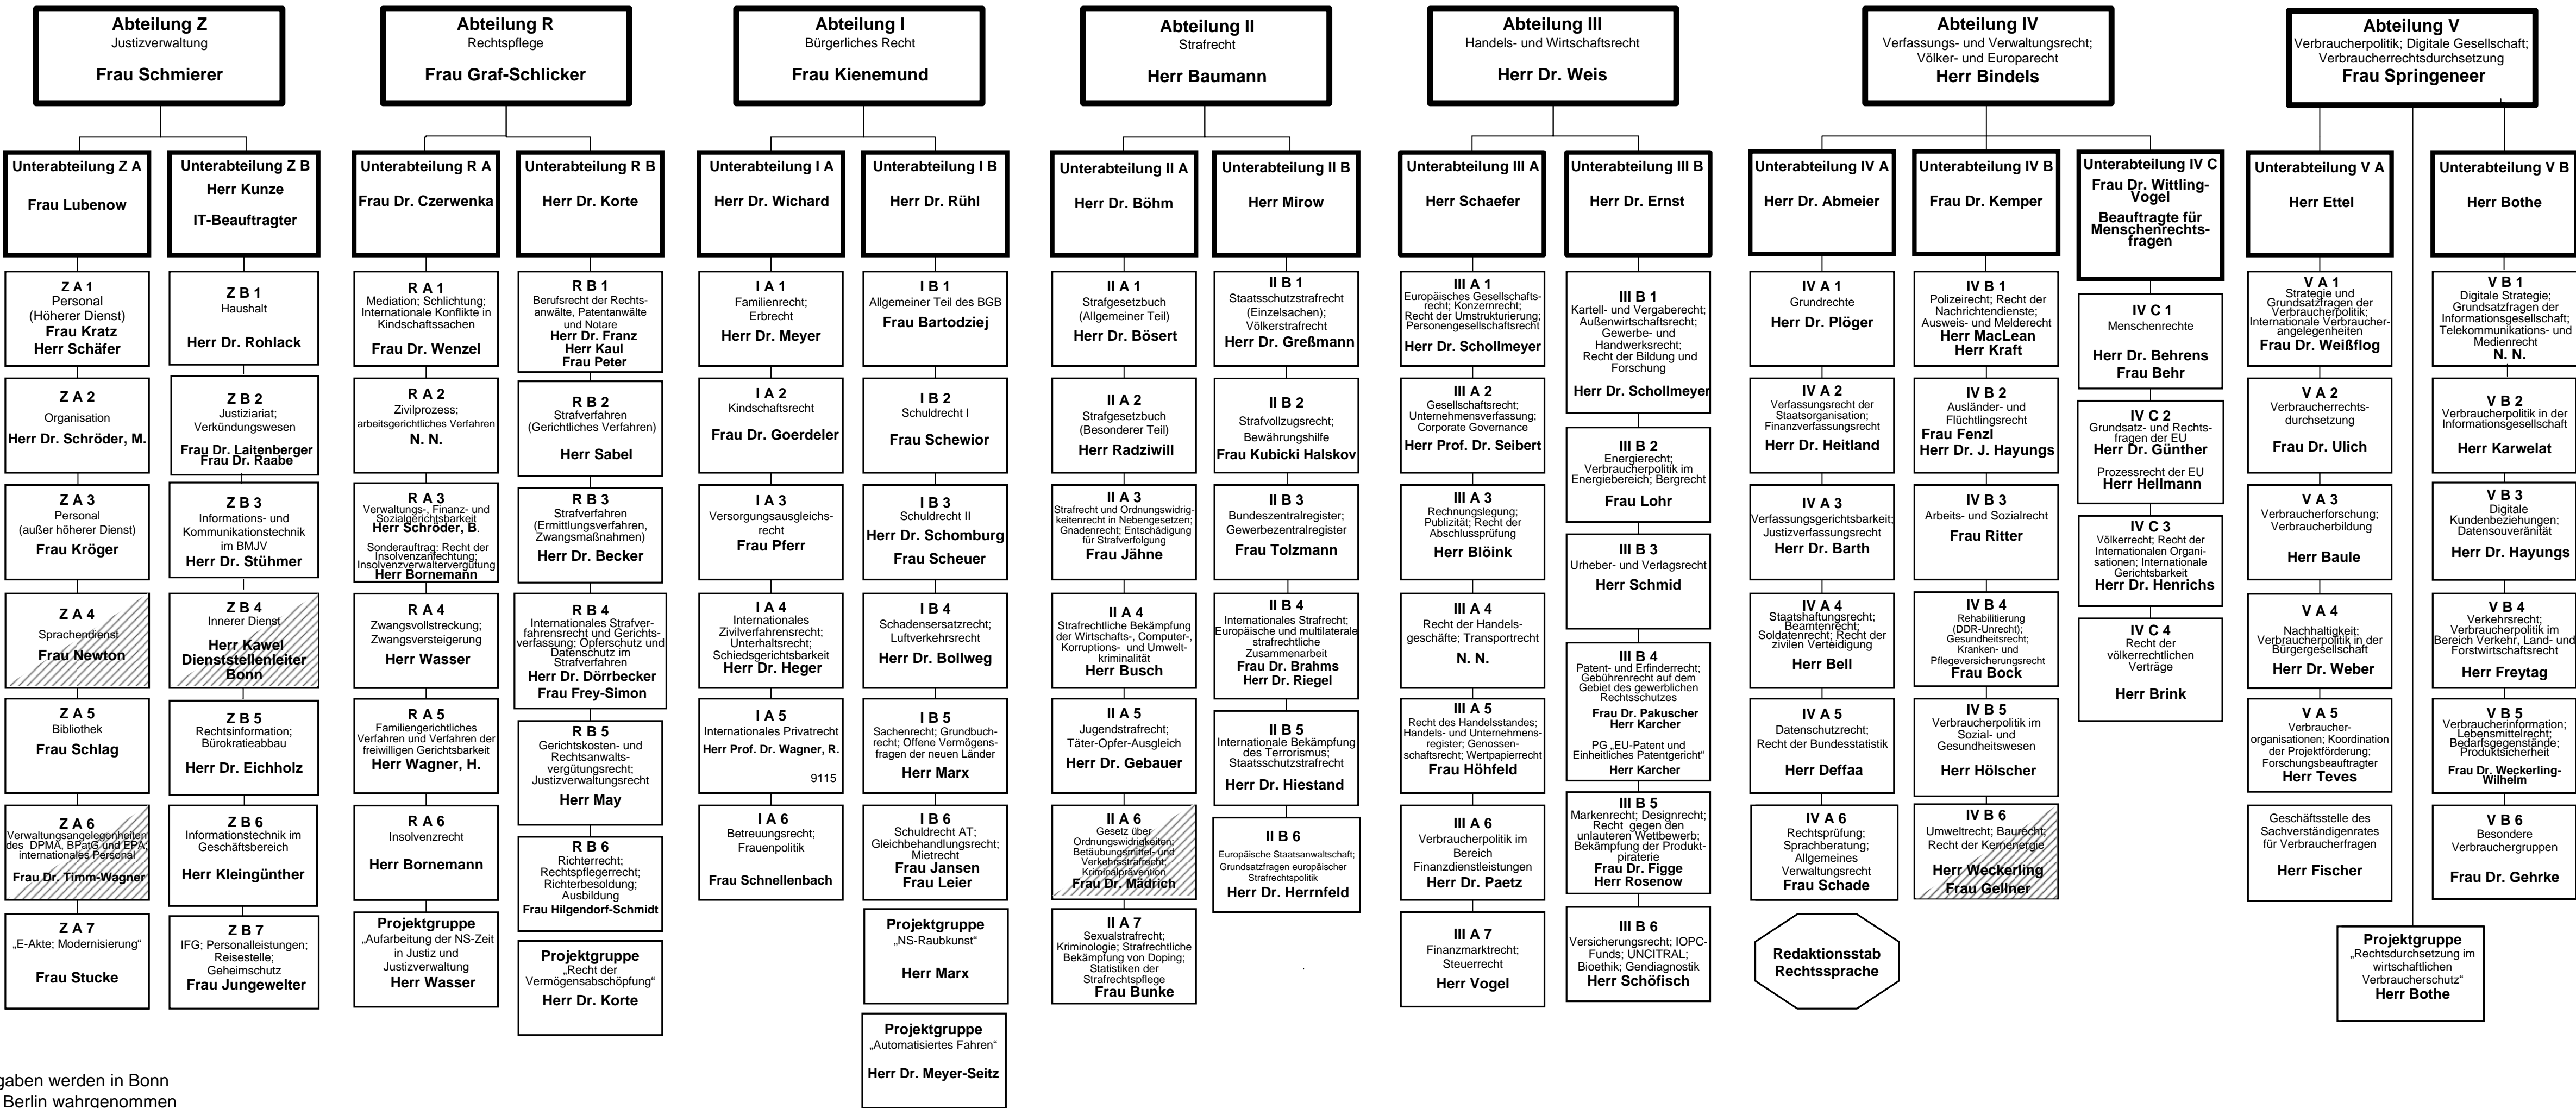 Abteilung Z
Justizverwaltung
Frau Schmierer
Unterabteilung Z A
Frau Lubenow
Z A 1
Personal
(Höherer Dienst)
Frau Kratz
Herr Schäfer
Z A 2
Organisation
Herr Dr. Schröder, M.
Z A 3
Personal
(außer höherer Dienst)
Frau Kröger
Z A 4
Sprachendienst
Frau Newton
Z A 5
Bibliothek
Frau Schlag
Z A 6
Verwaltungsangelegenheiten
des DPMA, BPatG und EPA;
internationales Personal
Frau Dr. Timm-Wagner
Z A 7
„E-Akte; Modernisierung“
Frau Stucke
Unterabteilung Z B
Herr Kunze
IT-Beauftragter
Z B 1
Haushalt
Herr Dr. Rohlack
Z B 2
Justiziariat;
Verkündungswesen
Frau Dr. Laitenberger
Frau Dr. Raabe
Z B 3
Informations- und
Kommunikationstechnik
im BMJV
Herr Dr. Stühmer
Z B 4
Innerer Dienst
Herr Kawel
Dienststellenleiter
Bonn
Z B 5
Rechtsinformation;
Bürokratieabbau
Herr Dr. Eichholz
Z B 6
Informationstechnik im
Geschäftsbereich
Herr Kleingünther
Z B 7
IFG; Personalleistungen;
Reisestelle;
Geheimschutz
Frau Jungewelter
Abteilung R
Rechtspflege
Frau Graf-Schlicker
Unterabteilung R A
Frau Dr. Czerwenka
R A 1
Mediation; Schlichtung;
Internationale Konflikte in
Kindschaftssachen
Frau Dr. Wenzel
R A 2
Zivilprozess;
arbeitsgerichtliches Verfahren
N. N.
R A 3
Verwaltungs-, Finanz- und
Sozialgerichtsbarkeit
Herr Schröder, B.
Sonderauftrag: Recht der
Insolvenzanfechtung;
Insolvenzverwaltervergütung
Herr Bornemann
R A 4
Zwangsvollstreckung;
Zwangsversteigerung
Herr Wasser
R A 5
Familiengerichtliches
Verfahren und Verfahren der
freiwilligen Gerichtsbarkeit
Herr Wagner, H.
R A 6
Insolvenzrecht
Herr Bornemann
Projektgruppe
„Aufarbeitung der NS-Zeit
in Justiz und
Justizverwaltung
Herr Wasser
Unterabteilung R B
Herr Dr. Korte
R B 1
Berufsrecht der Rechts-
anwälte, Patentanwälte
und Notare
Herr Dr. Franz
Herr Kaul
Frau Peter
R B 2
Strafverfahren
(Gerichtliches Verfahren)
Herr Sabel
R B 3
Strafverfahren
(Ermittlungsverfahren,
Zwangsmaßnahmen)
Herr Dr. Becker
R B 4
Internationales Strafver-
fahrensrecht und Gerichts-
verfassung; Opferschutz und
Datenschutz im
Strafverfahren
Herr Dr. Dörrbecker
Frau Frey-Simon
R B 5
Gerichtskosten- und
Rechtsanwalts-
vergütungsrecht;
Justizverwaltungsrecht
Herr May
R B 6
Richterrecht;
Rechtspflegerrecht;
Richterbesoldung;
Ausbildung
Frau Hilgendorf-Schmidt
Projektgruppe
„Recht der
Vermögensabschöpfung“
Herr Dr. Korte
Abteilung I
Bürgerliches Recht
Frau Kienemund
Unterabteilung I A
Herr Dr. Wichard
I A 1
Familienrecht;
Erbrecht
Herr Dr. Meyer
I A 2
Kindschaftsrecht
Frau Dr. Goerdeler
I A 3
Versorgungsausgleichs-
recht
Frau Pferr
I A 4
Internationales
Zivilverfahrensrecht;
Unterhaltsrecht;
Schiedsgerichtsbarkeit
Herr Dr. Heger
I A 5
Internationales Privatrecht
Herr Prof. Dr. Wagner, R.
9115
I A 6
Betreuungsrecht;
Frauenpolitik
Frau Schnellenbach
Unterabteilung I B
Herr Dr. Rühl
I B 1
Allgemeiner Teil des BGB
Frau Bartodziej
I B 2
Schuldrecht I
Frau Schewior
I B 3
Schuldrecht II
Herr Dr. Schomburg
Frau Scheuer
I B 4
Schadensersatzrecht;
Luftverkehrsrecht
Herr Dr. Bollweg
I B 5
Sachenrecht; Grundbuch-
recht; Offene Vermögens-
fragen der neuen Länder
Herr Marx
I B 6
Schuldrecht AT;
Gleichbehandlungsrecht;
Mietrecht
Frau Jansen
Frau Leier
Projektgruppe
„NS-Raubkunst“
Herr Marx
Projektgruppe
„Automatisiertes Fahren“
Herr Dr. Meyer-Seitz
Abteilung II
Strafrecht
Herr Baumann
Unterabteilung II A
Herr Dr. Böhm
II A 1
Strafgesetzbuch
(Allgemeiner Teil)
Herr Dr. Bösert
II A 2
Strafgesetzbuch
(Besonderer Teil)
Herr Radziwill
II A 3
Strafrecht und Ordnungswidrig-
keitenrecht in Nebengesetzen;
Gnadenrecht; Entschädigung
für Strafverfolgung
Frau Jähne
II A 4
Strafrechtliche Bekämpfung
der Wirtschafts-, Computer-,
Korruptions- und Umwelt-
kriminalität
Herr Busch
II A 5
Jugendstrafrecht;
Täter-Opfer-Ausgleich
Herr Dr. Gebauer
II A 6
Gesetz über
Ordnungswidrigkeiten;
Betäubungsmittel- und
Verkehrsstrafrecht;
Kriminalprävention
Frau Dr. Mädrich
II A 7
Sexualstrafrecht;
Kriminologie; Strafrechtliche
Bekämpfung von Doping;
Statistiken der
Strafrechtspflege
Frau Bunke
Unterabteilung II B
Herr Mirow
II B 1
Staatsschutzstrafrecht
(Einzelsachen);
Völkerstrafrecht
Herr Dr. Greßmann
II B 2
Strafvollzugsrecht;
Bewährungshilfe
Frau Kubicki Halskov
II B 3
Bundeszentralregister;
Gewerbezentralregister
Frau Tolzmann
II B 4
Internationales Strafrecht;
Europäische und multilaterale
strafrechtliche
Zusammenarbeit
Frau Dr. Brahms
Herr Dr. Riegel
II B 5
Internationale Bekämpfung
des Terrorismus;
Staatsschutzstrafrecht
Herr Dr. Hiestand
II B 6
Europäische Staatsanwaltschaft;
Grundsatzfragen europäischer
Strafrechtspolitik
Herr Dr. Herrnfeld
Abteilung III
Handels- und Wirtschaftsrecht
Herr Dr. Weis
Unterabteilung III A
Herr Schaefer
III A 1
Europäisches Gesellschafts-
recht; Konzernrecht;
Recht der Umstrukturierung;
Personengesellschaftsrecht
Herr Dr. Schollmeyer
III A 2
Gesellschaftsrecht;
Unternehmensverfassung;
Corporate Governance
Herr Prof. Dr. Seibert
III A 3
Rechnungslegung;
Publizität; Recht der
Abschlussprüfung
Herr Blöink
III A 4
Recht der Handels-
geschäfte; Transportrecht
N. N.
III A 5
Recht des Handelsstandes;
Handels- und Unternehmens-
register; Genossen-
schaftsrecht; Wertpapierrecht
Frau Höhfeld
III A 6
Verbraucherpolitik im
Bereich
Finanzdienstleistungen
Herr Dr. Paetz
III A 7
Finanzmarktrecht;
Steuerrecht
Herr Vogel
Unterabteilung III B
Herr Dr. Ernst
III B 1
Kartell- und Vergaberecht;
Außenwirtschaftsrecht;
Gewerbe- und
Handwerksrecht;
Recht der Bildung und
Forschung
Herr Dr. Schollmeyer
III B 2
Energierecht;
Verbraucherpolitik im
Energiebereich; Bergrecht
Frau Lohr
III B 3
Urheber- und Verlagsrecht
Herr Schmid
III B 4
Patent- und Erfinderrecht;
Gebührenrecht auf dem
Gebiet des gewerblichen
Rechtsschutzes
Frau Dr. Pakuscher
Herr Karcher
PG „EU-Patent und
Einheitliches Patentgericht“
Herr Karcher
III B 5
Markenrecht; Designrecht;
Recht gegen den
unlauteren Wettbewerb;
Bekämpfung der Produkt-
piraterie
Frau Dr. Figge
Herr Rosenow
III B 6
Versicherungsrecht; IOPC-
Funds; UNCITRAL;
Bioethik; Gendiagnostik
Herr Schöfisch
Abteilung IV
Verfassungs- und Verwaltungsrecht;
Völker- und Europarecht
Herr Bindels
Unterabteilung IV A
Herr Dr. Abmeier
IV A 1
Grundrechte
Herr Dr. Plöger
IV A 2
Verfassungsrecht der
Staatsorganisation;
Finanzverfassungsrecht
Herr Dr. Heitland
IV A 3
Verfassungsgerichtsbarkeit;
Justizverfassungsrecht
Herr Dr. Barth
IV A 4
Staatshaftungsrecht;
Beamtenrecht;
Soldatenrecht; Recht der
zivilen Verteidigung
Herr Bell
IV A 5
Datenschutzrecht;
Recht der Bundesstatistik
Herr Deffaa
IV A 6
Rechtsprüfung;
Sprachberatung;
Allgemeines
Verwaltungsrecht
Frau Schade
Redaktionsstab
Rechtssprache
Unterabteilung IV B
Frau Dr. Kemper
IV B 1
Polizeirecht; Recht der
Nachrichtendienste;
Ausweis- und Melderecht
Herr MacLean
Herr Kraft
IV B 2
Ausländer- und
Flüchtlingsrecht
Frau Fenzl
Herr Dr. J. Hayungs
IV B 3
Arbeits- und Sozialrecht
Frau Ritter
IV B 4
Rehabilitierung
(DDR-Unrecht);
Gesundheitsrecht;
Kranken- und
Pflegeversicherungsrecht
Frau Bock
IV B 5
Verbraucherpolitik im
Sozial- und
Gesundheitswesen
Herr Hölscher
IV B 6
Umweltrecht; Baurecht;
Recht der Kernenergie
Herr Weckerling
Frau Gellner
Unterabteilung IV C
Frau Dr. Wittling-
Vogel
Beauftragte für
Menschenrechts-
fragen
IV C 1
Menschenrechte
Herr Dr. Behrens
Frau Behr
IV C 2
Grundsatz- und Rechts-
fragen der EU
Herr Dr. Günther
Prozessrecht der EU
Herr Hellmann
IV C 3
Völkerrecht; Recht der
Internationalen Organi-
sationen; Internationale
Gerichtsbarkeit
Herr Dr. Henrichs
IV C 4
Recht der
völkerrechtlichen
Verträge
Herr Brink
Abteilung V
Verbraucherpolitik; Digitale Gesellschaft;
Verbraucherrechtsdurchsetzung
Frau Springeneer
Unterabteilung V A
Herr Ettel
V A 1
Strategie und
Grundsatzfragen der
Verbraucherpolitik;
Internationale Verbraucher-
angelegenheiten
Frau Dr. Weißflog
V A 2
Verbraucherrechts-
durchsetzung
Frau Dr. Ulich
V A 3
Verbraucherforschung;
Verbraucherbildung
Herr Baule
V A 4
Nachhaltigkeit;
Verbraucherpolitik in der
Bürgergesellschaft
Herr Dr. Weber
V A 5
Verbraucher-
organisationen; Koordination
der Projektförderung;
Forschungsbeauftragter
Herr Teves
Geschäftsstelle des
Sachverständigenrates
für Verbraucherfragen
Herr Fischer
Unterabteilung V B
Herr Bothe
V B 1
Digitale Strategie;
Grundsatzfragen der
Informationsgesellschaft;
Telekommunikations- und
Medienrecht
N. N.
V B 2
Verbraucherpolitik in der
Informationsgesellschaft
Herr Karwelat
V B 3
Digitale
Kundenbeziehungen;
Datensouveränität
Herr Dr. Hayungs
V B 4
Verkehrsrecht;
Verbraucherpolitik im
Bereich Verkehr, Land- und
Forstwirtschaftsrecht
Herr Freytag
V B 5
Verbraucherinformation;
Lebensmittelrecht;
Bedarfsgegenstände;
Produktsicherheit
Frau Dr. Weckerling-
Wilhelm
V B 6
Besondere
Verbrauchergruppen
Frau Dr. Gehrke
Projektgruppe
„Rechtsdurchsetzung im
wirtschaftlichen
Verbraucherschutz“
Herr Bothe
gaben werden in Bonn
Berlin wahrgenommen